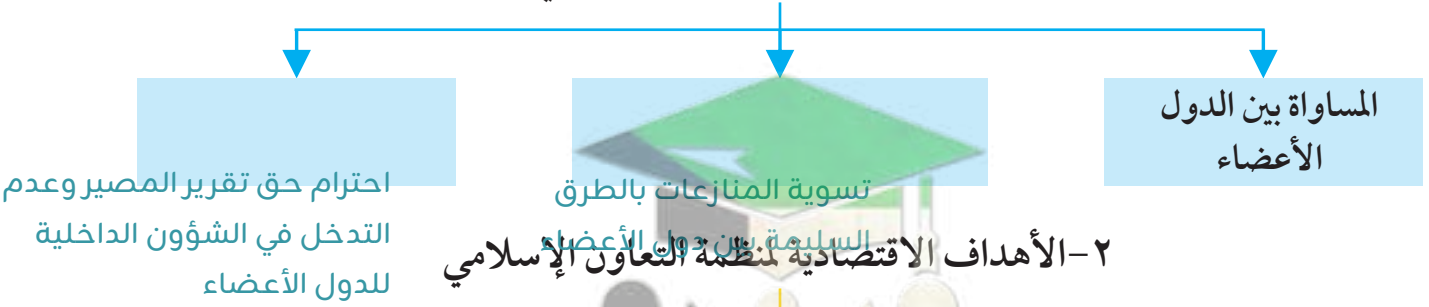 المساواة بين الدول
الأعضاء
تسوية المنازعات بالطرق
السليمة بين دول الأعضاء
احترام حق تقرير المصير وعدم
التدخل في الشؤون الداخلية
للدول الأعضاء
٢-الأهداف الاقتصادية لمنظمة التعاون الإسلامي